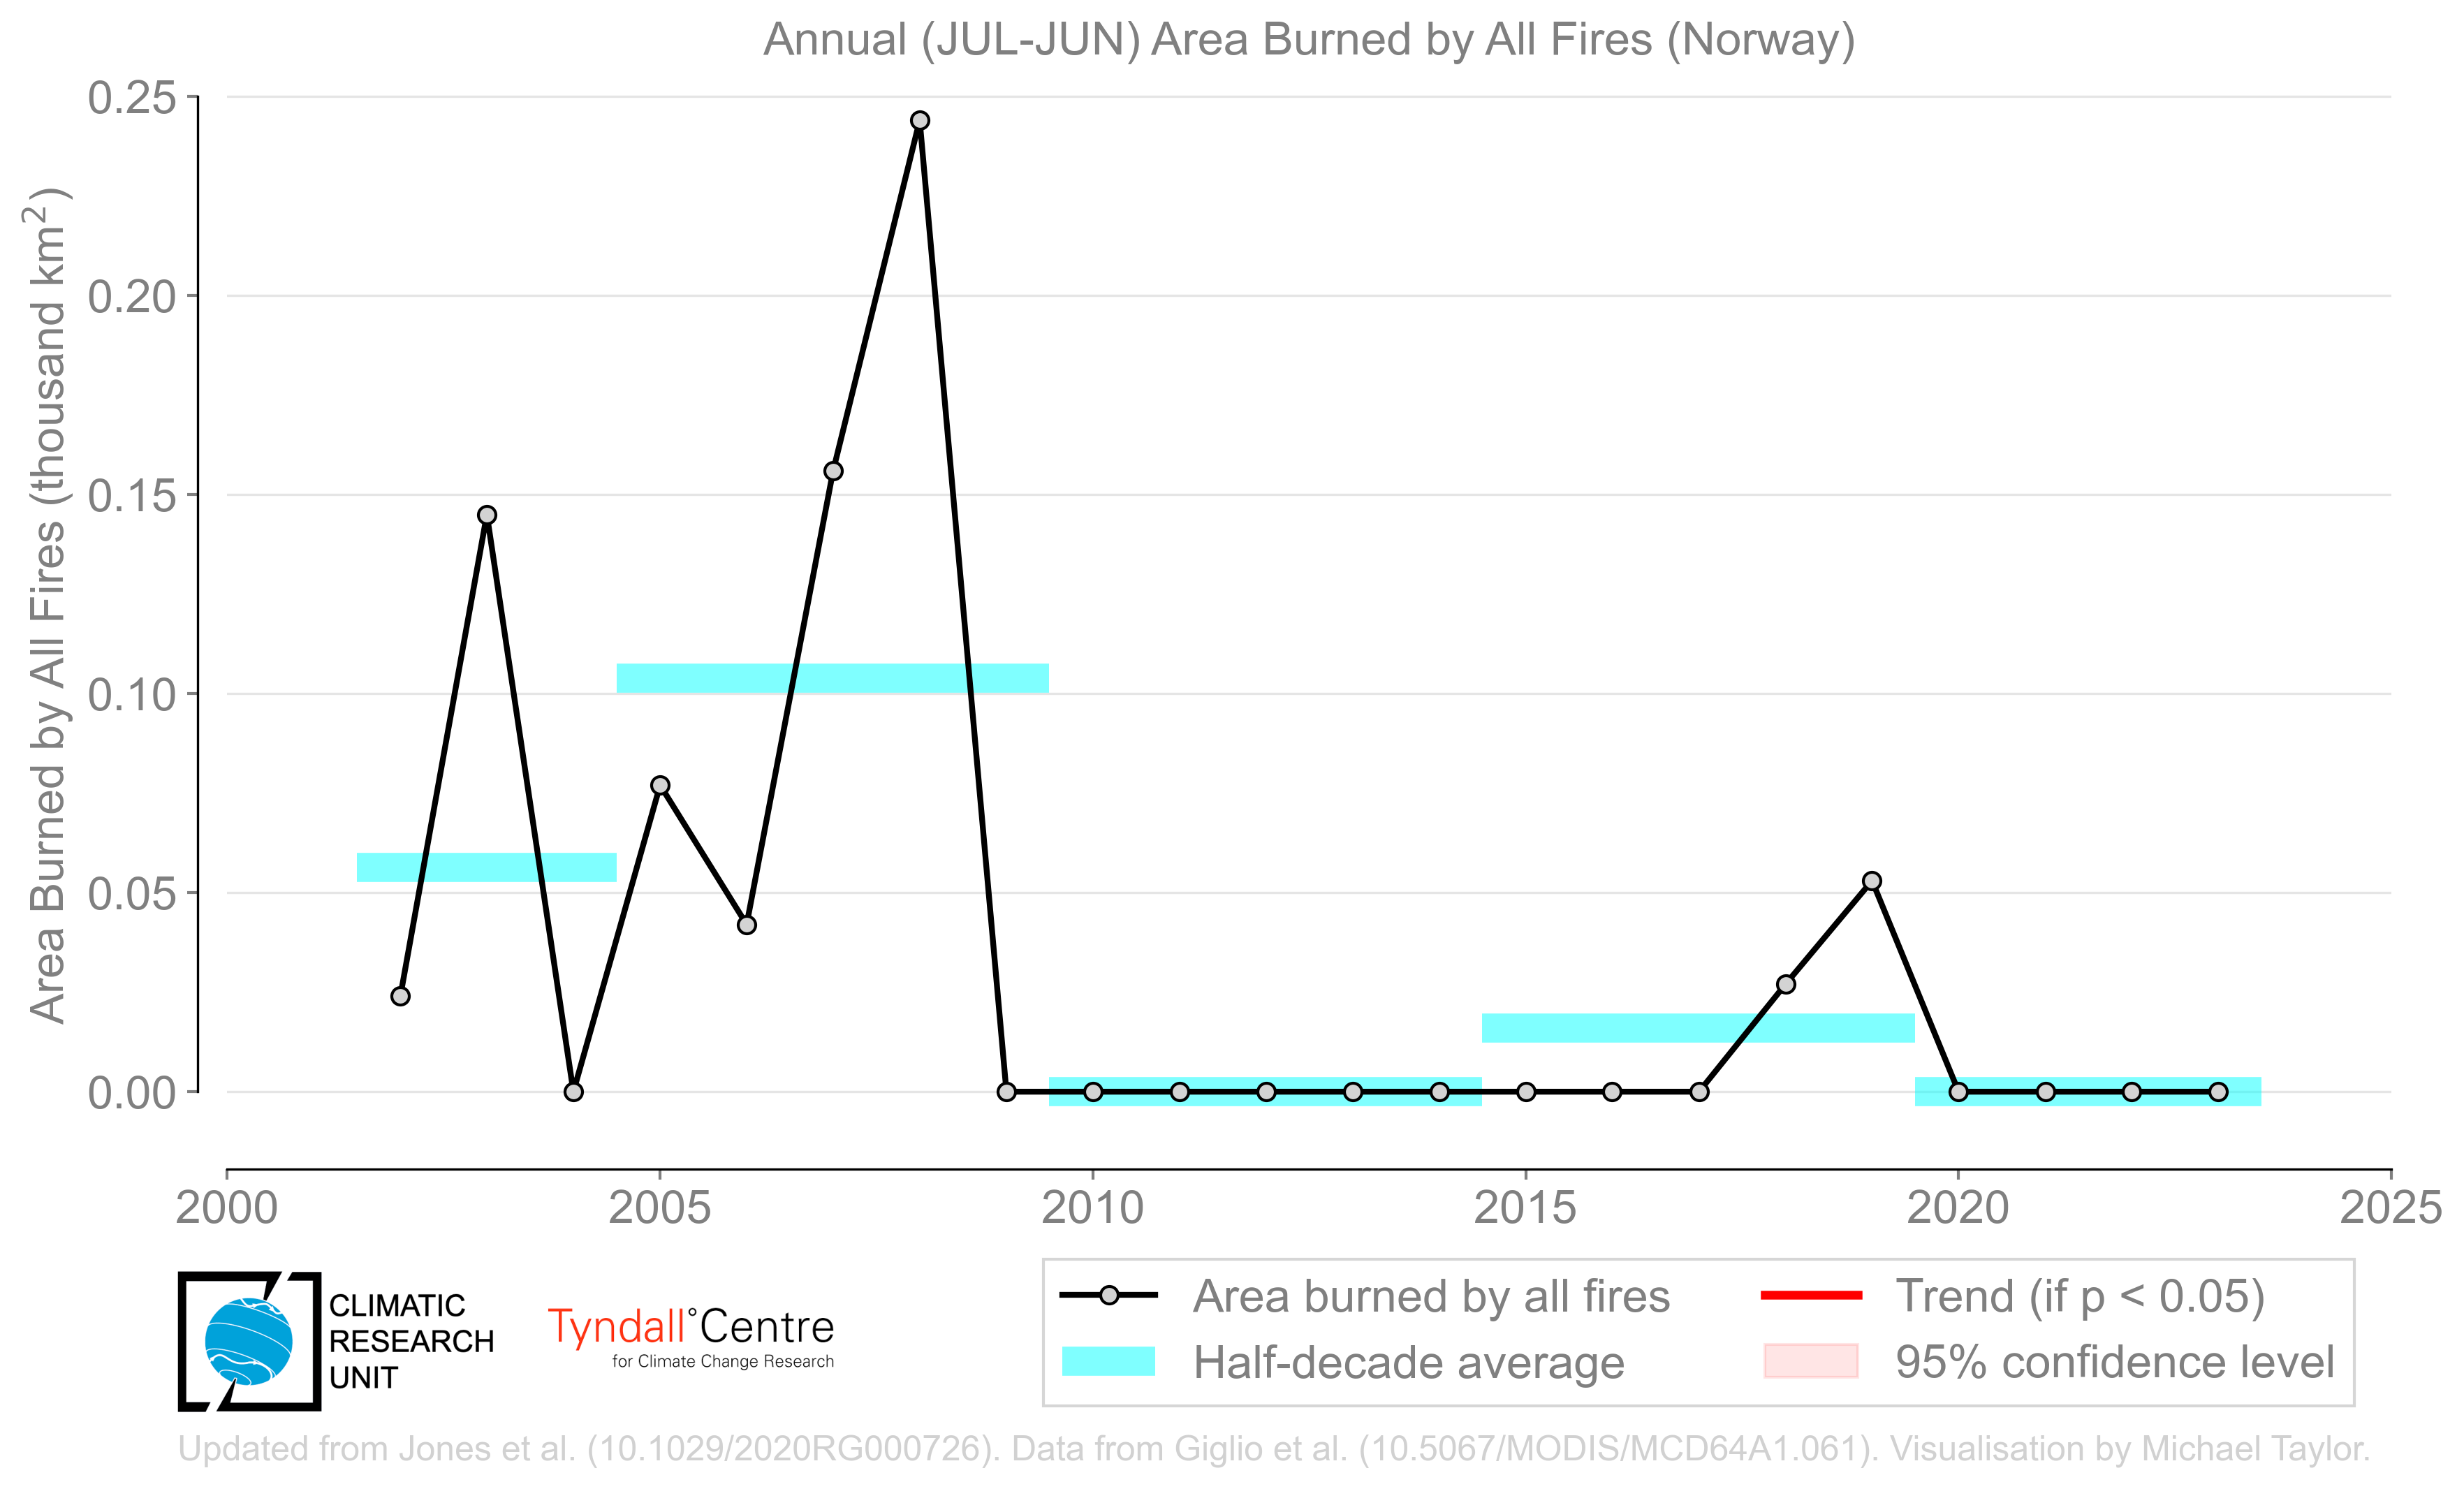 Annual (JUL-JUN) Area Burned by All Fires (Norway)
Area Burned by All Fires (thousand km²)
0.25
0.20
0.15
0.10
0.05
0.00
2000
2005
2010
2015
2020
2025
CLIMATIC
RESEARCH
UNIT
Tyndall°Centre
for Climate Change Research
Area burned by all fires
Half-decade average
Trend (if p < 0.05)
95% confidence level
Updated from Jones et al. (10.1029/2020RG000726). Data from Giglio et al. (10.5067/MODIS/MCD64A1.061). Visualisation by Michael Taylor.